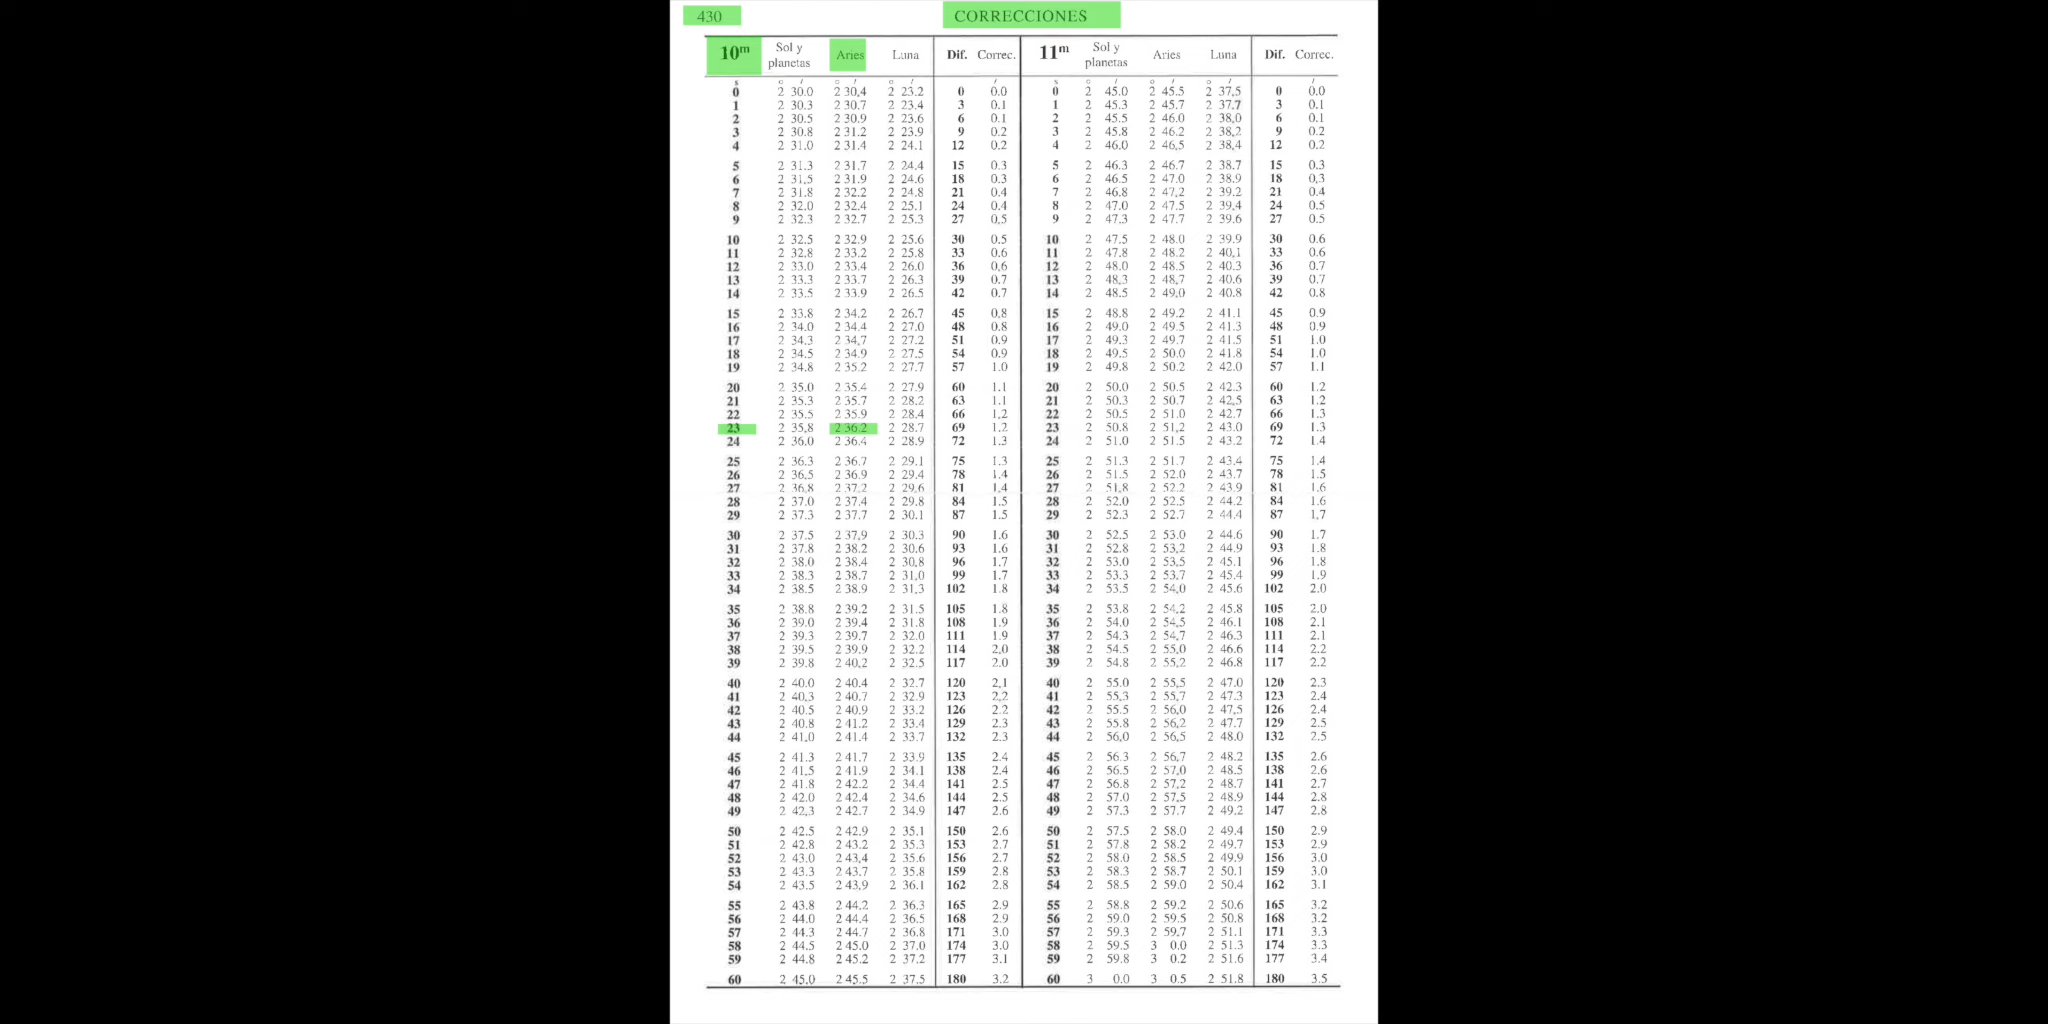 430 CORRECCIONES
10m Sol y planetas Aries Luna Dif. Correc. 11m Sol y planetas Aries Luna Dif. Correc.
s o / o / o / / s o / o / o / /
0 2 30.0 2 30,4 2 23.2 0 0.0 0 2 45.0 2 45.5 2 37,5 0 0.0
1 2 30.3 2 30.7 2 23.4 3 0.1 1 2 45.3 2 45.7 2 37.7 3 0.1
2 2 30.5 2 30.9 2 23.6 6 0.1 2 2 45.5 2 46.0 2 38,0 6 0.1
3 2 30.8 2 31.2 2 23.9 9 0.2 3 2 45.8 2 46.2 2 38,2 9 0.2
4 2 31.0 2 31.4 2 24.1 12 0.2 4 2 46.0 2 46,5 2 38,4 12 0.2
5 2 31.3 2 31.7 2 24.4 15 0.3 5 2 46.3 2 46.7 2 38.7 15 0.3
6 2 31,5 2 31.9 2 24.6 18 0.3 6 2 46.5 2 47.0 2 38.9 18 0,3
7 2 31.8 2 32.2 2 24.8 21 0.4 7 2 46.8 2 47,2 2 39.2 21 0.4
8 2 32.0 2 32.4 2 25.1 24 0.4 8 2 47.0 2 47.5 2 39,4 24 0.5
9 2 32.3 2 32.7 2 25.3 27 0,5 9 2 47.3 2 47.7 2 39.6 27 0.5
10 2 32.5 2 32.9 2 25.6 30 0.5 10 2 47.5 2 48.0 2 39.9 30 0.6
11 2 32.8 2 33.2 2 25.8 33 0.6 11 2 47.8 2 48.2 2 40,1 33 0.6
12 2 33.0 2 33.4 2 26.0 36 0,6 12 2 48.0 2 48.5 2 40.3 36 0.7
13 2 33.3 2 33.7 2 26.3 39 0.7 13 2 48,3 2 48,7 2 40.6 39 0.7
14 2 33.5 2 33.9 2 26.5 42 0.7 14 2 48.5 2 49,0 2 40.8 42 0.8
15 2 33.8 2 34.2 2 26.7 45 0,8 15 2 48.8 2 49.2 2 41.1 45 0.9
16 2 34.0 2 34.4 2 27.0 48 0.8 16 2 49.0 2 49.5 2 41.3 48 0.9
17 2 34.3 2 34,7 2 27.2 51 0.9 17 2 49.3 2 49.7 2 41.5 51 1.0
18 2 34.5 2 34.9 2 27.5 54 0.9 18 2 49.5 2 50.0 2 41.8 54 1.0
19 2 34.8 2 35.2 2 27.7 57 1.0 19 2 49.8 2 50.2 2 42.0 57 1.1
20 2 35.0 2 35.4 2 27.9 60 1.1 20 2 50.0 2 50.5 2 42.3 60 1.2
21 2 35.3 2 35.7 2 28.2 63 1.1 21 2 50.3 2 50.7 2 42,5 63 1.2
22 2 35.5 2 35.9 2 28.4 66 1,2 22 2 50.5 2 51.0 2 42.7 66 1.3
23 2 35,8 2 36.2 2 28.7 69 1.2 23 2 50.8 2 51,2 2 43.0 69 1.3
24 2 36.0 2 36.4 2 28.9 72 1.3 24 2 51.0 2 51.5 2 43.2 72 1.4
25 2 36.3 2 36.7 2 29.1 75 1.3 25 2 51.3 2 51.7 2 43.4 75 1.4
26 2 36,5 2 36.9 2 29.4 78 1.4 26 2 51.5 2 52.0 2 43.7 78 1.5
27 2 36.8 2 37.2 2 29.6 81 1,4 27 2 51,8 2 52.2 2 43.9 81 1.6
28 2 37.0 2 37.4 2 29.8 84 1.5 28 2 52.0 2 52.5 2 44.2 84 1.6
29 2 37.3 2 37.7 2 30.1 87 1.5 29 2 52.3 2 52.7 2 44.4 87 1,7
30 2 37.5 2 37,9 2 30.3 90 1.6 30 2 52.5 2 53.0 2 44.6 90 1.7
31 2 37.8 2 38.2 2 30.6 93 1.6 31 2 52.8 2 53,2 2 44.9 93 1.8
32 2 38.0 2 38.4 2 30,8 96 1.7 32 2 53.0 2 53,5 2 45.1 96 1.8
33 2 38.3 2 38.7 2 31,0 99 1.7 33 2 53.3 2 53,7 2 45.4 99 1.9
34 2 38.5 2 38.9 2 31,3 102 1.8 34 2 53.5 2 54,0 2 45.6 102 2.0
35 2 38.8 2 39.2 2 31.5 105 1.8 35 2 53.8 2 54,2 2 45.8 105 2.0
36 2 39.0 2 39.4 2 31.8 108 1.9 36 2 54.0 2 54,5 2 46.1 108 2.1
37 2 39.3 2 39.7 2 32.0 111 1.9 37 2 54.3 2 54,7 2 46.3 111 2.1
38 2 39.5 2 39.9 2 32.2 114 2,0 38 2 54.5 2 55,0 2 46.6 114 2.2
39 2 39.8 2 40,2 2 32.5 117 2.0 39 2 54.8 2 55,2 2 46.8 117 2.2
40 2 40.0 2 40.4 2 32.7 120 2,1 40 2 55.0 2 55,5 2 47.0 120 2.3
41 2 40,3 2 40.7 2 32.9 123 2,2 41 2 55,3 2 55,7 2 47.3 123 2.4
42 2 40.5 2 40.9 2 33.2 126 2.2 42 2 55.5 2 56,0 2 47,5 126 2.4
43 2 40.8 2 41.2 2 33.4 129 2.3 43 2 55.8 2 56,2 2 47.7 129 2.5
44 2 41,0 2 41.4 2 33.7 132 2.3 44 2 56,0 2 56,5 2 48.0 132 2.5
45 2 41.3 2 41.7 2 33.9 135 2.4 45 2 56.3 2 56,7 2 48.2 135 2.6
46 2 41,5 2 41.9 2 34.1 138 2.4 46 2 56.5 2 57,0 2 48.5 138 2.6
47 2 41.8 2 42.2 2 34.4 141 2.5 47 2 56.8 2 57,2 2 48.7 141 2.7
48 2 42.0 2 42.4 2 34.6 144 2.5 48 2 57.0 2 57,5 2 48.9 144 2.8
49 2 42,3 2 42.7 2 34.9 147 2.6 49 2 57.3 2 57.7 2 49.2 147 2.8
50 2 42.5 2 42.9 2 35.1 150 2.6 50 2 57.5 2 58.0 2 49.4 150 2.9
51 2 42.8 2 43.2 2 35.3 153 2.7 51 2 57.8 2 58.2 2 49.7 153 2.9
52 2 43.0 2 43,4 2 35.6 156 2.7 52 2 58.0 2 58.5 2 49.9 156 3.0
53 2 43.3 2 43.7 2 35.8 159 2.8 53 2 58.3 2 58.7 2 50.1 159 3.0
54 2 43.5 2 43,9 2 36.1 162 2.8 54 2 58.5 2 59.0 2 50,4 162 3.1
55 2 43.8 2 44.2 2 36.3 165 2.9 55 2 58.8 2 59.2 2 50.6 165 3.2
56 2 44.0 2 44.4 2 36.5 168 2.9 56 2 59.0 2 59.5 2 50.8 168 3.2
57 2 44.3 2 44.7 2 36.8 171 3.0 57 2 59.3 2 59,7 2 51.1 171 3.3
58 2 44.5 2 45.0 2 37.0 174 3.0 58 2 59.5 3 0.0 2 51.3 174 3.3
59 2 44.8 2 45.2 2 37.2 177 3.1 59 2 59.8 3 0.2 2 51.6 177 3.4
60 2 45.0 2 45.5 2 37.5 180 3.2 60 3 0.0 3 0.5 2 51.8 180 3.5